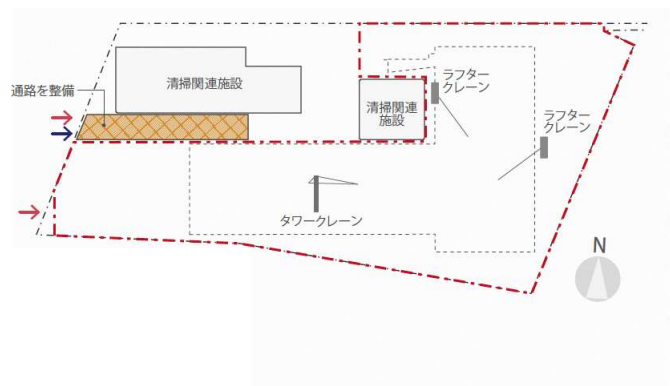 清掃関連施設
通路を整備
清掃関連
施設
ラフター
クレーン
ラフター
クレーン
タワークレーン
N